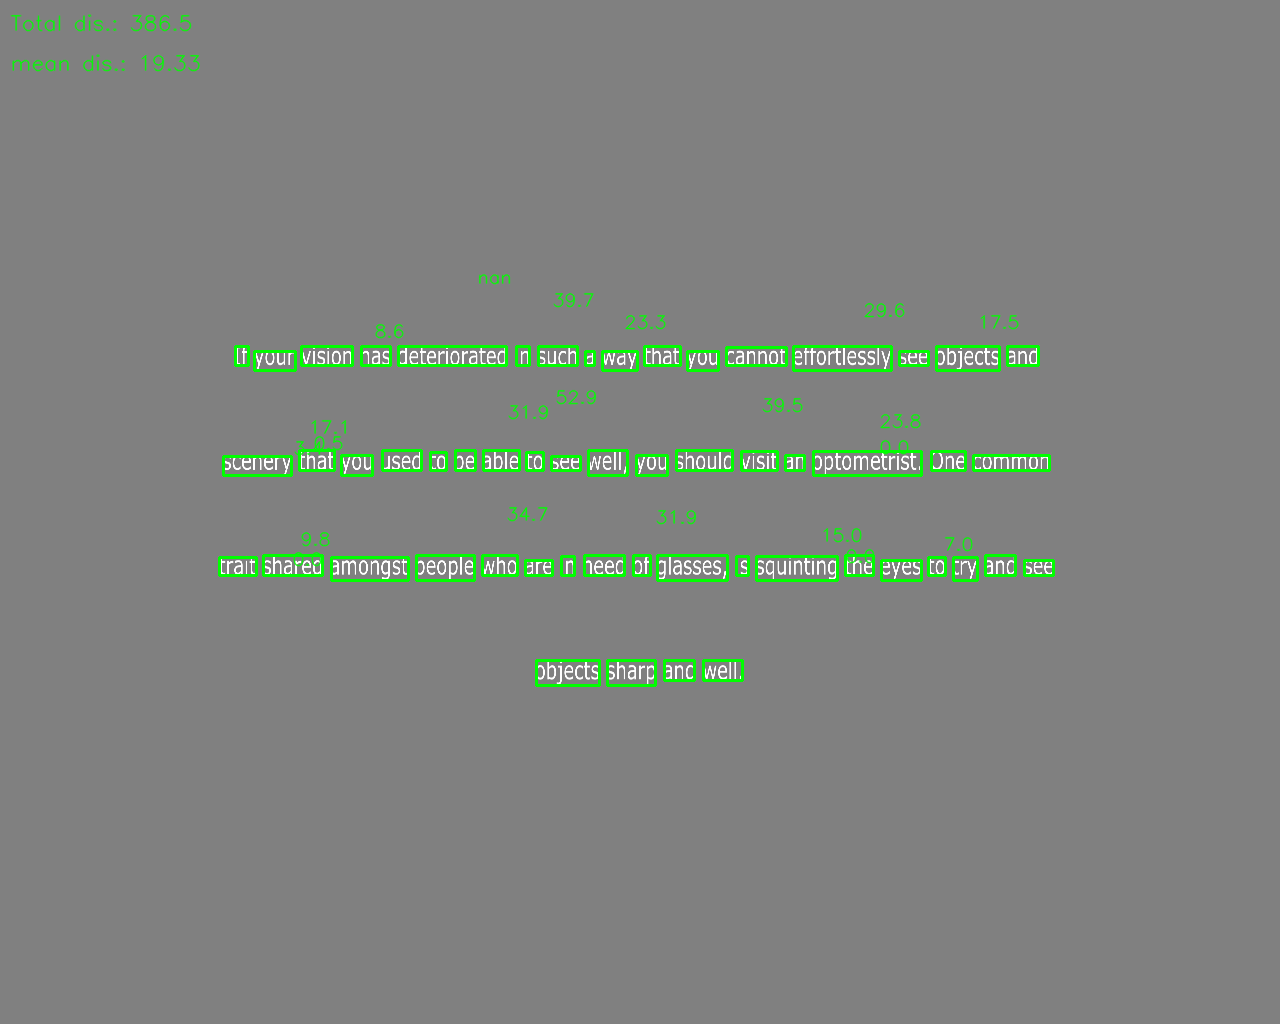 Total dis.: 386.5
mean dis.: 19.33
nan
39.7
29.6
23.3
17.5
8.6
If your vision has deteriorated in such a way that you cannot effortlessly see objects and
52.9
39.5
31.9
23.8
17.1
0.5
0.0
scenery that you used to be able to see well, you should visit an optometrist. One common
34.7
31.9
15.0
9.8
7.0
trait shared amongst people who are in need of glasses, is squinting the eyes to try and see
objects sharp and well.